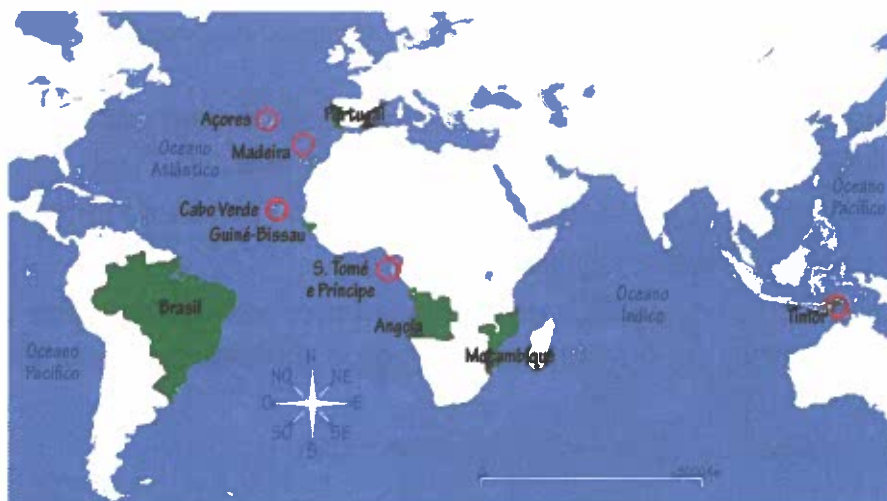 Açores
Portugal
Oceano
Atlântico
Madeira
Oceano
Pacífico
Cabo Verde
Guiné-Bissau
S. Tomé
e Príncipe
Brasil
Angola
Oceano
Índico
Timor
Moçambique
Oceano
Pacífico
N
NO
NE
O
E
SO
SE
S
0